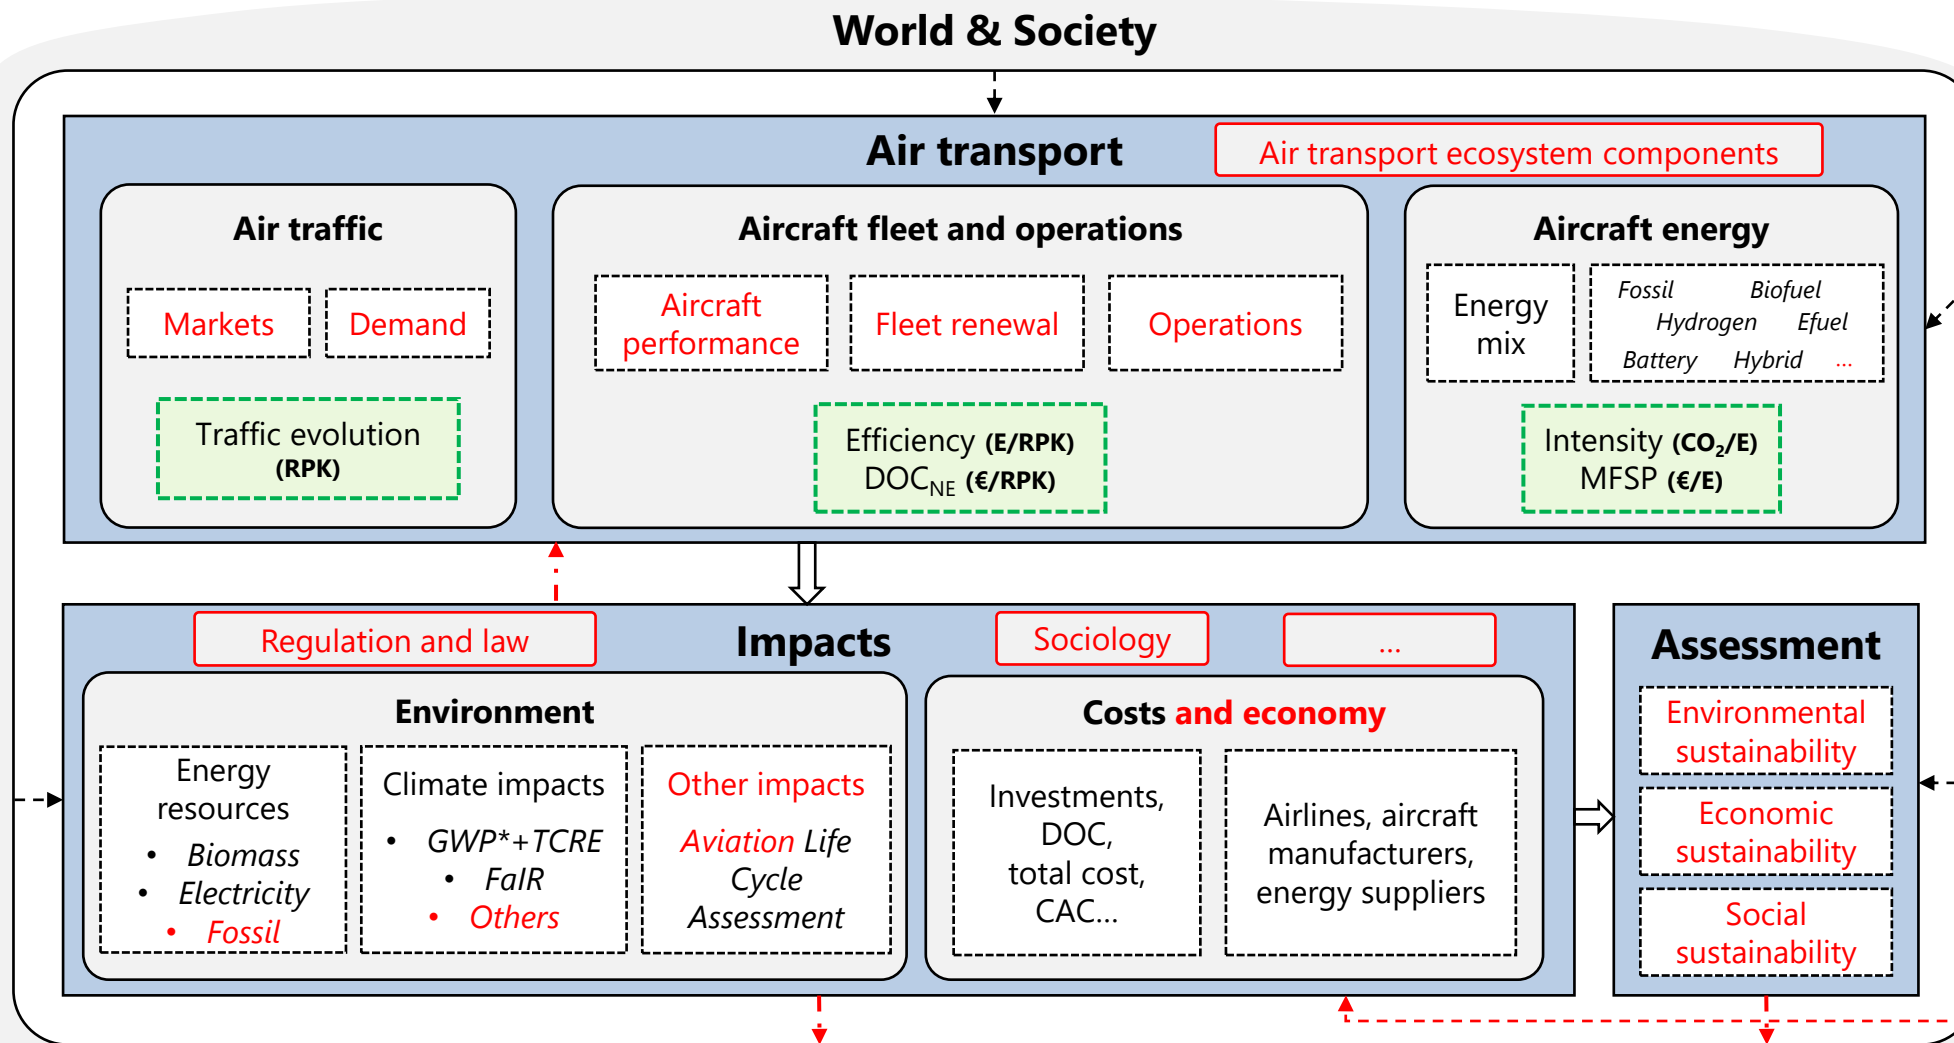 World & Society
Air transport
Air transport ecosystem components
Air traffic
Markets
Demand
Traffic evolution
(RPK)
Aircraft fleet and operations
Aircraft
performance
Fleet renewal
Operations
Efficiency (E/RPK)
DOC_NE (€/RPK)
Aircraft energy
Energy
mix
Fossil Biofuel
Hydrogen Efuel
Battery Hybrid ...
Intensity (CO₂/E)
MFSP (€/E)
Regulation and law
Impacts
Sociology
...
Environment
Energy
resources
• Biomass
• Electricity
• Fossil
Climate impacts
• GWP*+TCRE
• FaIR
• Others
Other impacts
Aviation Life
Cycle
Assessment
Costs and economy
Investments,
DOC,
total cost,
CAC...
Airlines, aircraft
manufacturers,
energy suppliers
Assessment
Environmental
sustainability
Economic
sustainability
Social
sustainability